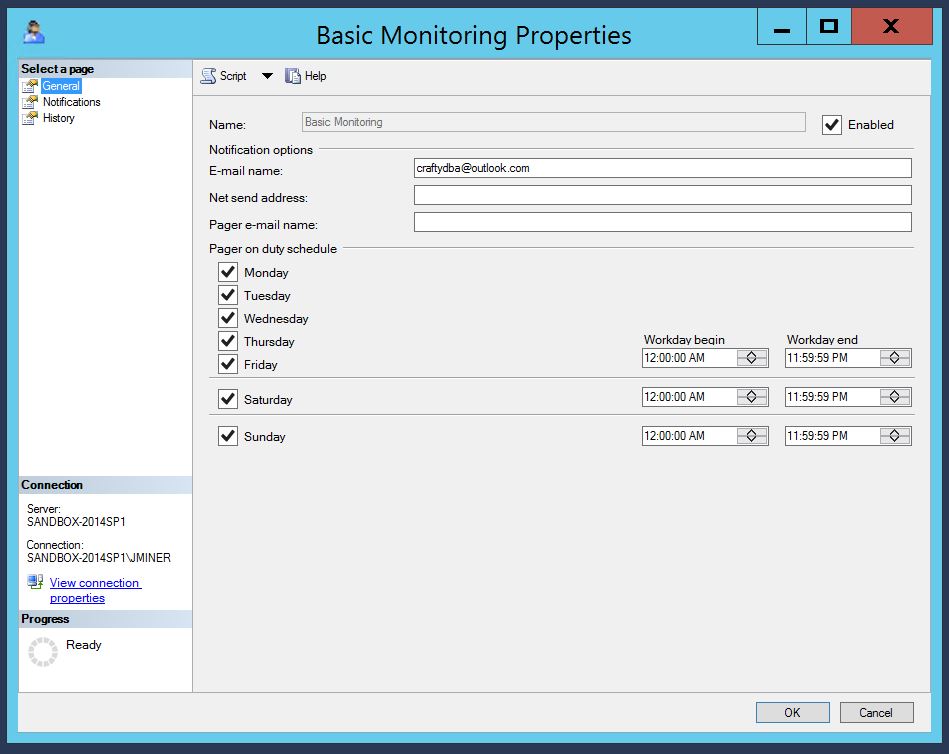 Basic Monitoring Properties
Select a page
General
Notifications
History
Script
Help
Name:
Basic Monitoring
Enabled
Notification options
E-mail name:
craftydba@outlook.com
Net send address:
Pager e-mail name:
Pager on duty schedule
Monday
Tuesday
Wednesday
Thursday
Friday
Workday begin
Workday end
12:00:00 AM
11:59:59 PM
Saturday
12:00:00 AM
11:59:59 PM
Sunday
12:00:00 AM
11:59:59 PM
Connection
Server:
SANDBOX-2014SP1
Connection:
SANDBOX-2014SP1\JMINER
View connection
properties
Progress
Ready
OK
Cancel